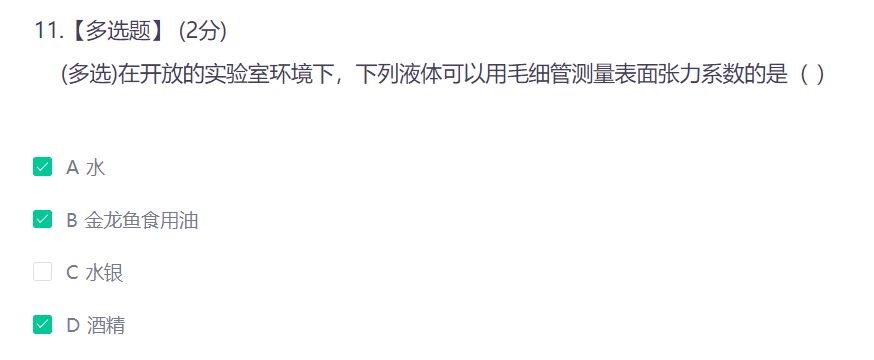 11.【多选题】 (2分)
(多选)在开放的实验室环境下，下列液体可以用毛细管测量表面张力系数的是（ ）
A 水
B 金龙鱼食用油
C 水银
D 酒精